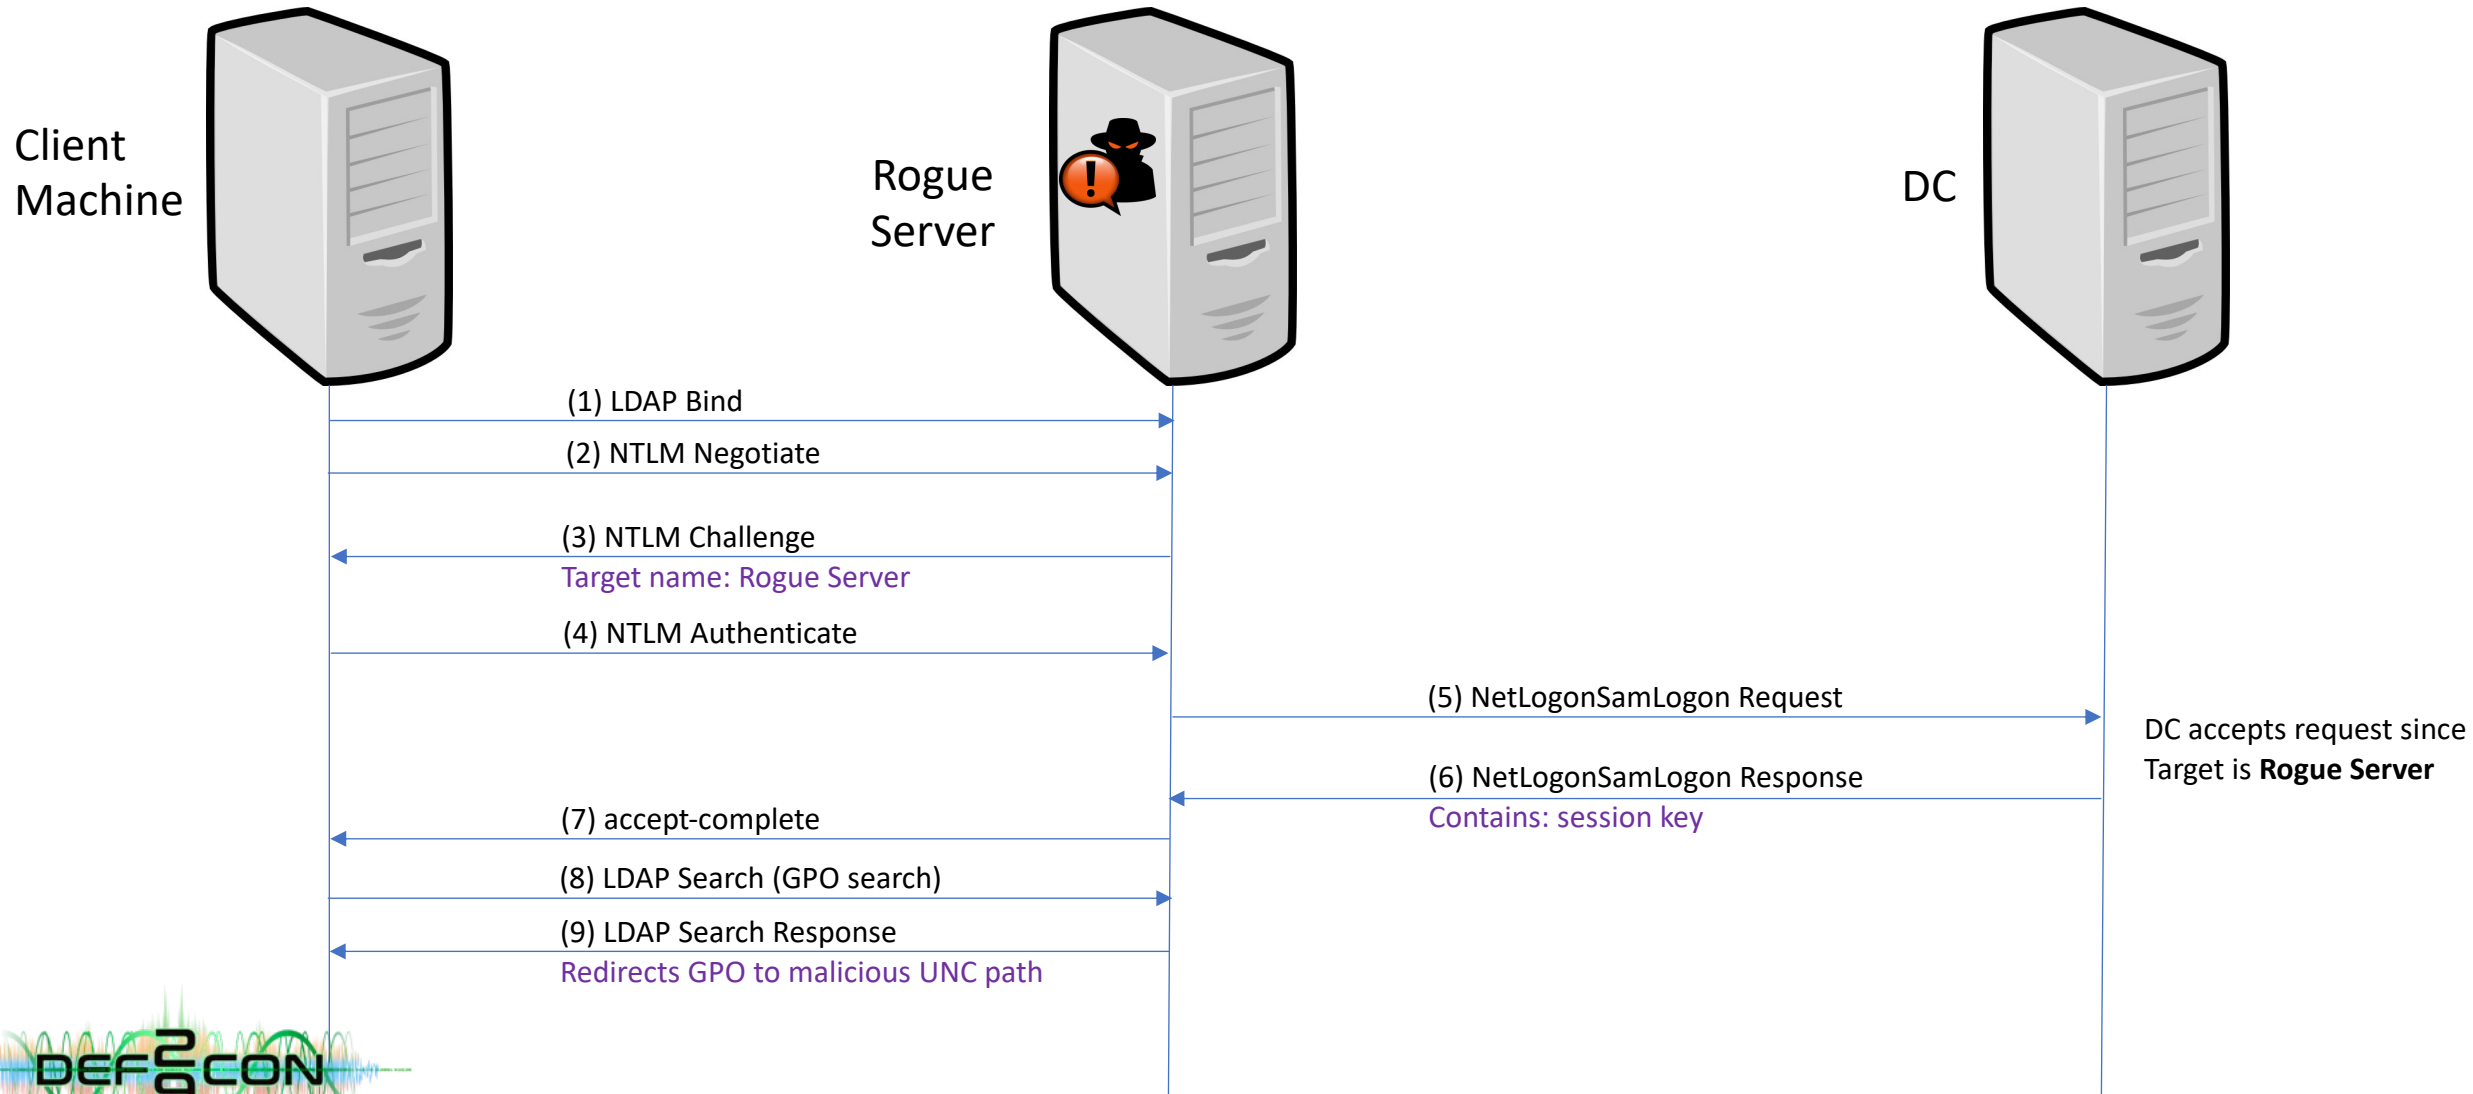 Client
Machine
Rogue
Server
!
DC
(1) LDAP Bind
(2) NTLM Negotiate
(3) NTLM Challenge
Target name: Rogue Server
(4) NTLM Authenticate
(5) NetLogonSamLogon Request
DC accepts request since
Target is Rogue Server
(6) NetLogonSamLogon Response
Contains: session key
(7) accept-complete
(8) LDAP Search (GPO search)
(9) LDAP Search Response
Redirects GPO to malicious UNC path
DEF CON